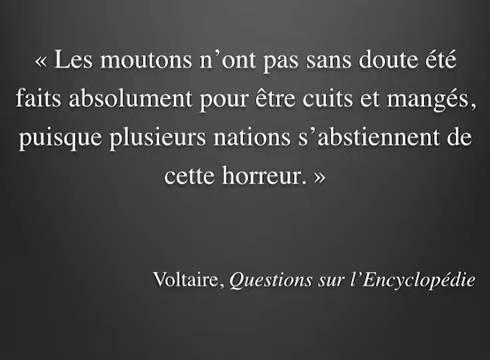 « Les moutons n’ont pas sans doute été
faits absolument pour être cuits et mangés,
puisque plusieurs nations s’abstiennent de
cette horreur. »
Voltaire, Questions sur l’Encyclopédie